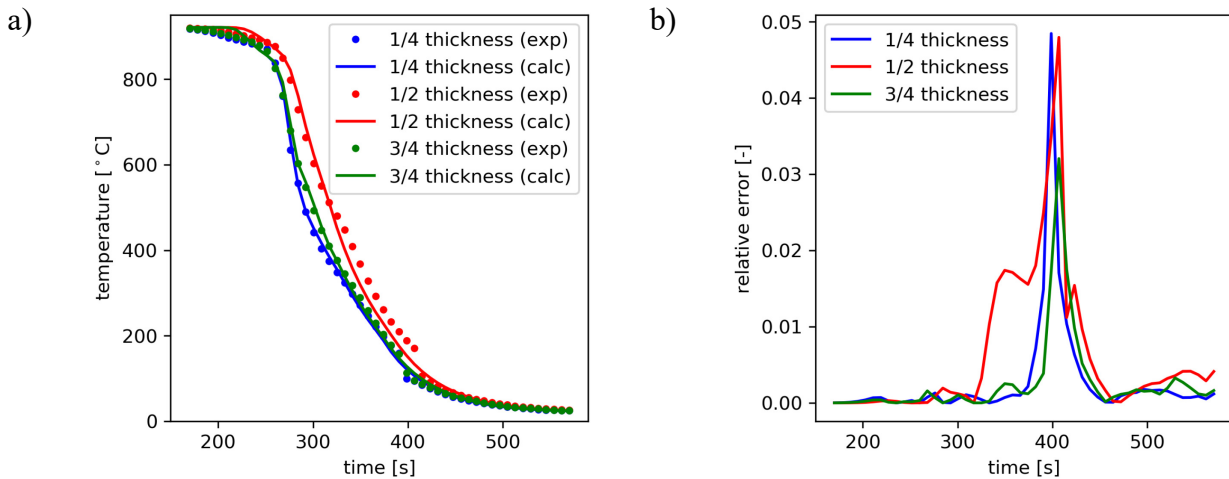 a)
1/4 thickness (exp)
1/4 thickness (calc)
1/2 thickness (exp)
1/2 thickness (calc)
3/4 thickness (exp)
3/4 thickness (calc)
temperature [°C]
800
600
400
200
0
200
300
400
500
time [s]
b)
1/4 thickness
1/2 thickness
3/4 thickness
relative error [-]
0.05
0.04
0.03
0.02
0.01
0.00
200
300
400
500
time [s]